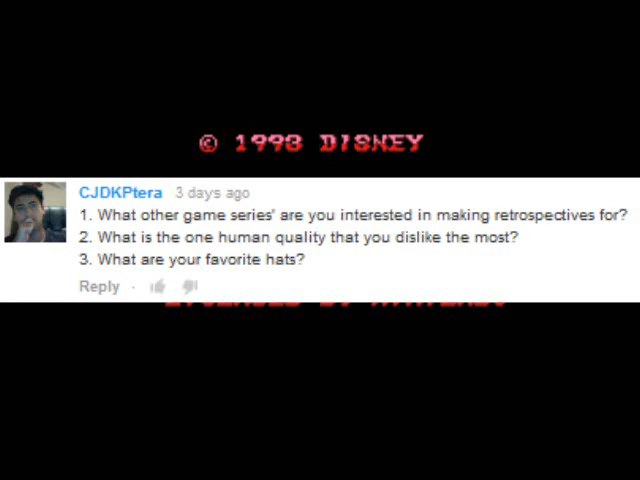 © 1993 DISNEY
CJDKPtera 3 days ago
1. What other game series' are you interested in making retrospectives for?
2. What is the one human quality that you dislike the most?
3. What are your favorite hats?
Reply ·